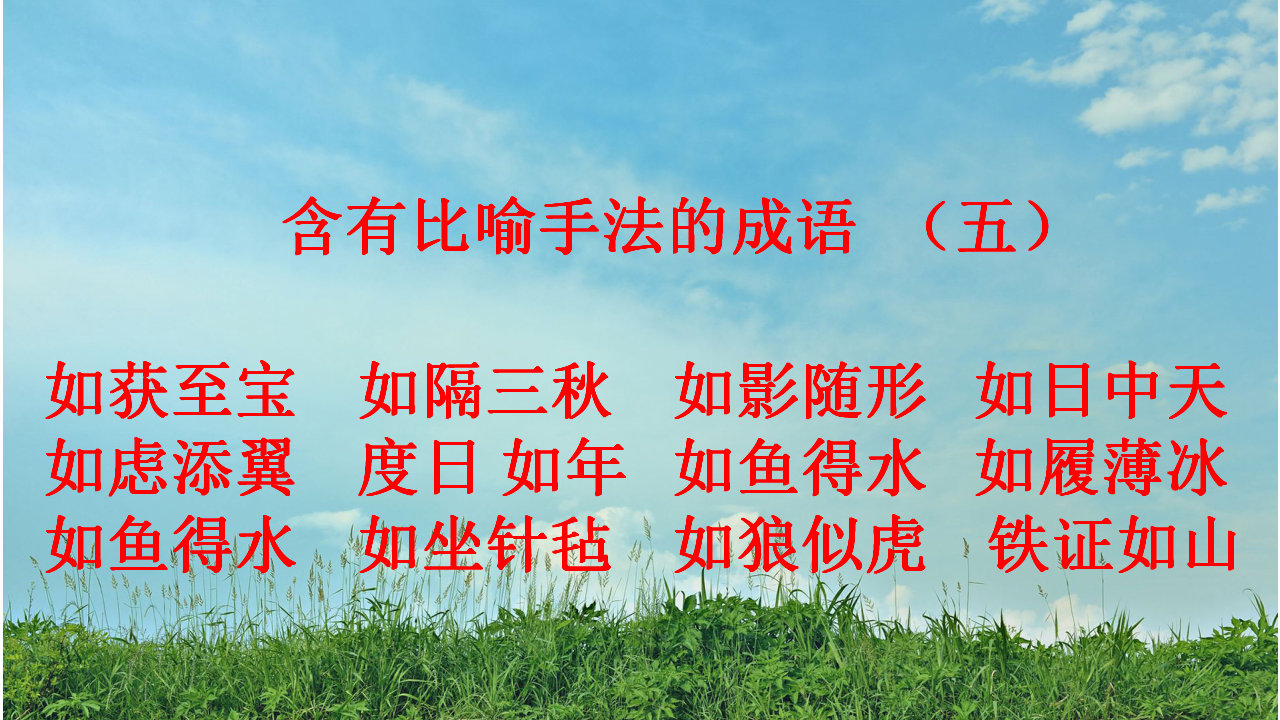 含有比喻手法的成语 （五）
如获至宝 如隔三秋 如影随形 如日中天
如虑添翼 度日 如年 如鱼得水 如履薄冰
如鱼得水 如坐针毡 如狼似虎 铁证如山